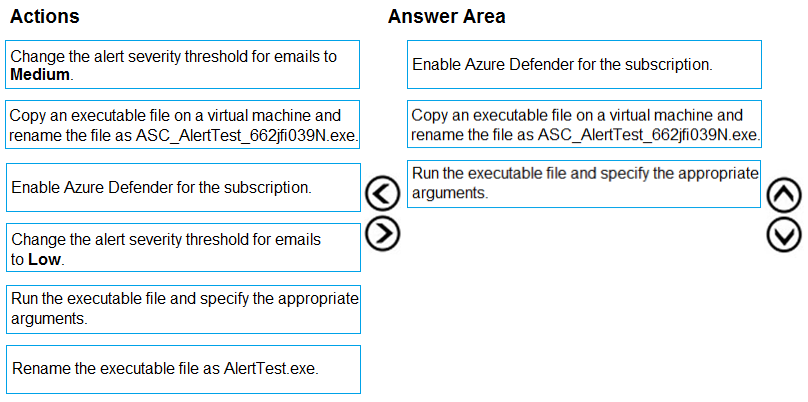 Actions
Change the alert severity threshold for emails to
Medium.
Copy an executable file on a virtual machine and
rename the file as ASC_AlertTest_662jfi039N.exe.
Enable Azure Defender for the subscription.
Change the alert severity threshold for emails
to Low.
Run the executable file and specify the appropriate
arguments.
Rename the executable file as AlertTest.exe.
Answer Area
Enable Azure Defender for the subscription.
Copy an executable file on a virtual machine and
rename the file as ASC_AlertTest_662jfi039N.exe.
Run the executable file and specify the appropriate
arguments.